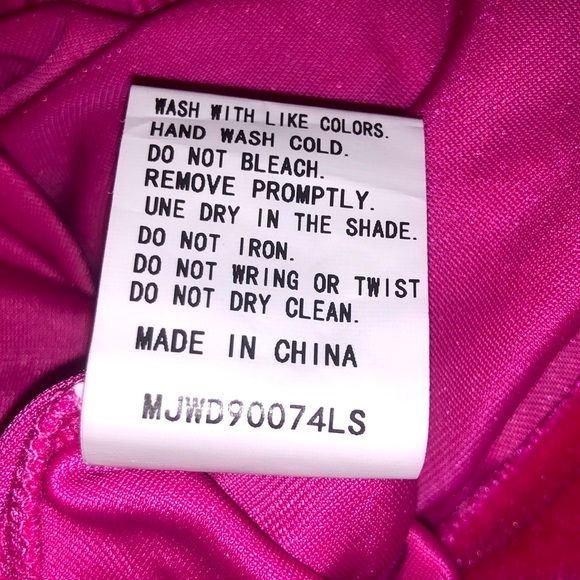 WASH WITH LIKE COLORS.
HAND WASH COLD.
DO NOT BLEACH.
REMOVE PROMPTLY.
UNE DRY IN THE SHADE.
DO NOT IRON.
DO NOT WRING OR TWIST
DO NOT DRY CLEAN.
MADE IN CHINA
MJWD90074LS